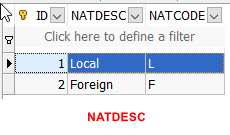 ID NATDESC NATCODE
Click here to define a filter
1 Local L
2 Foreign F
NATDESC